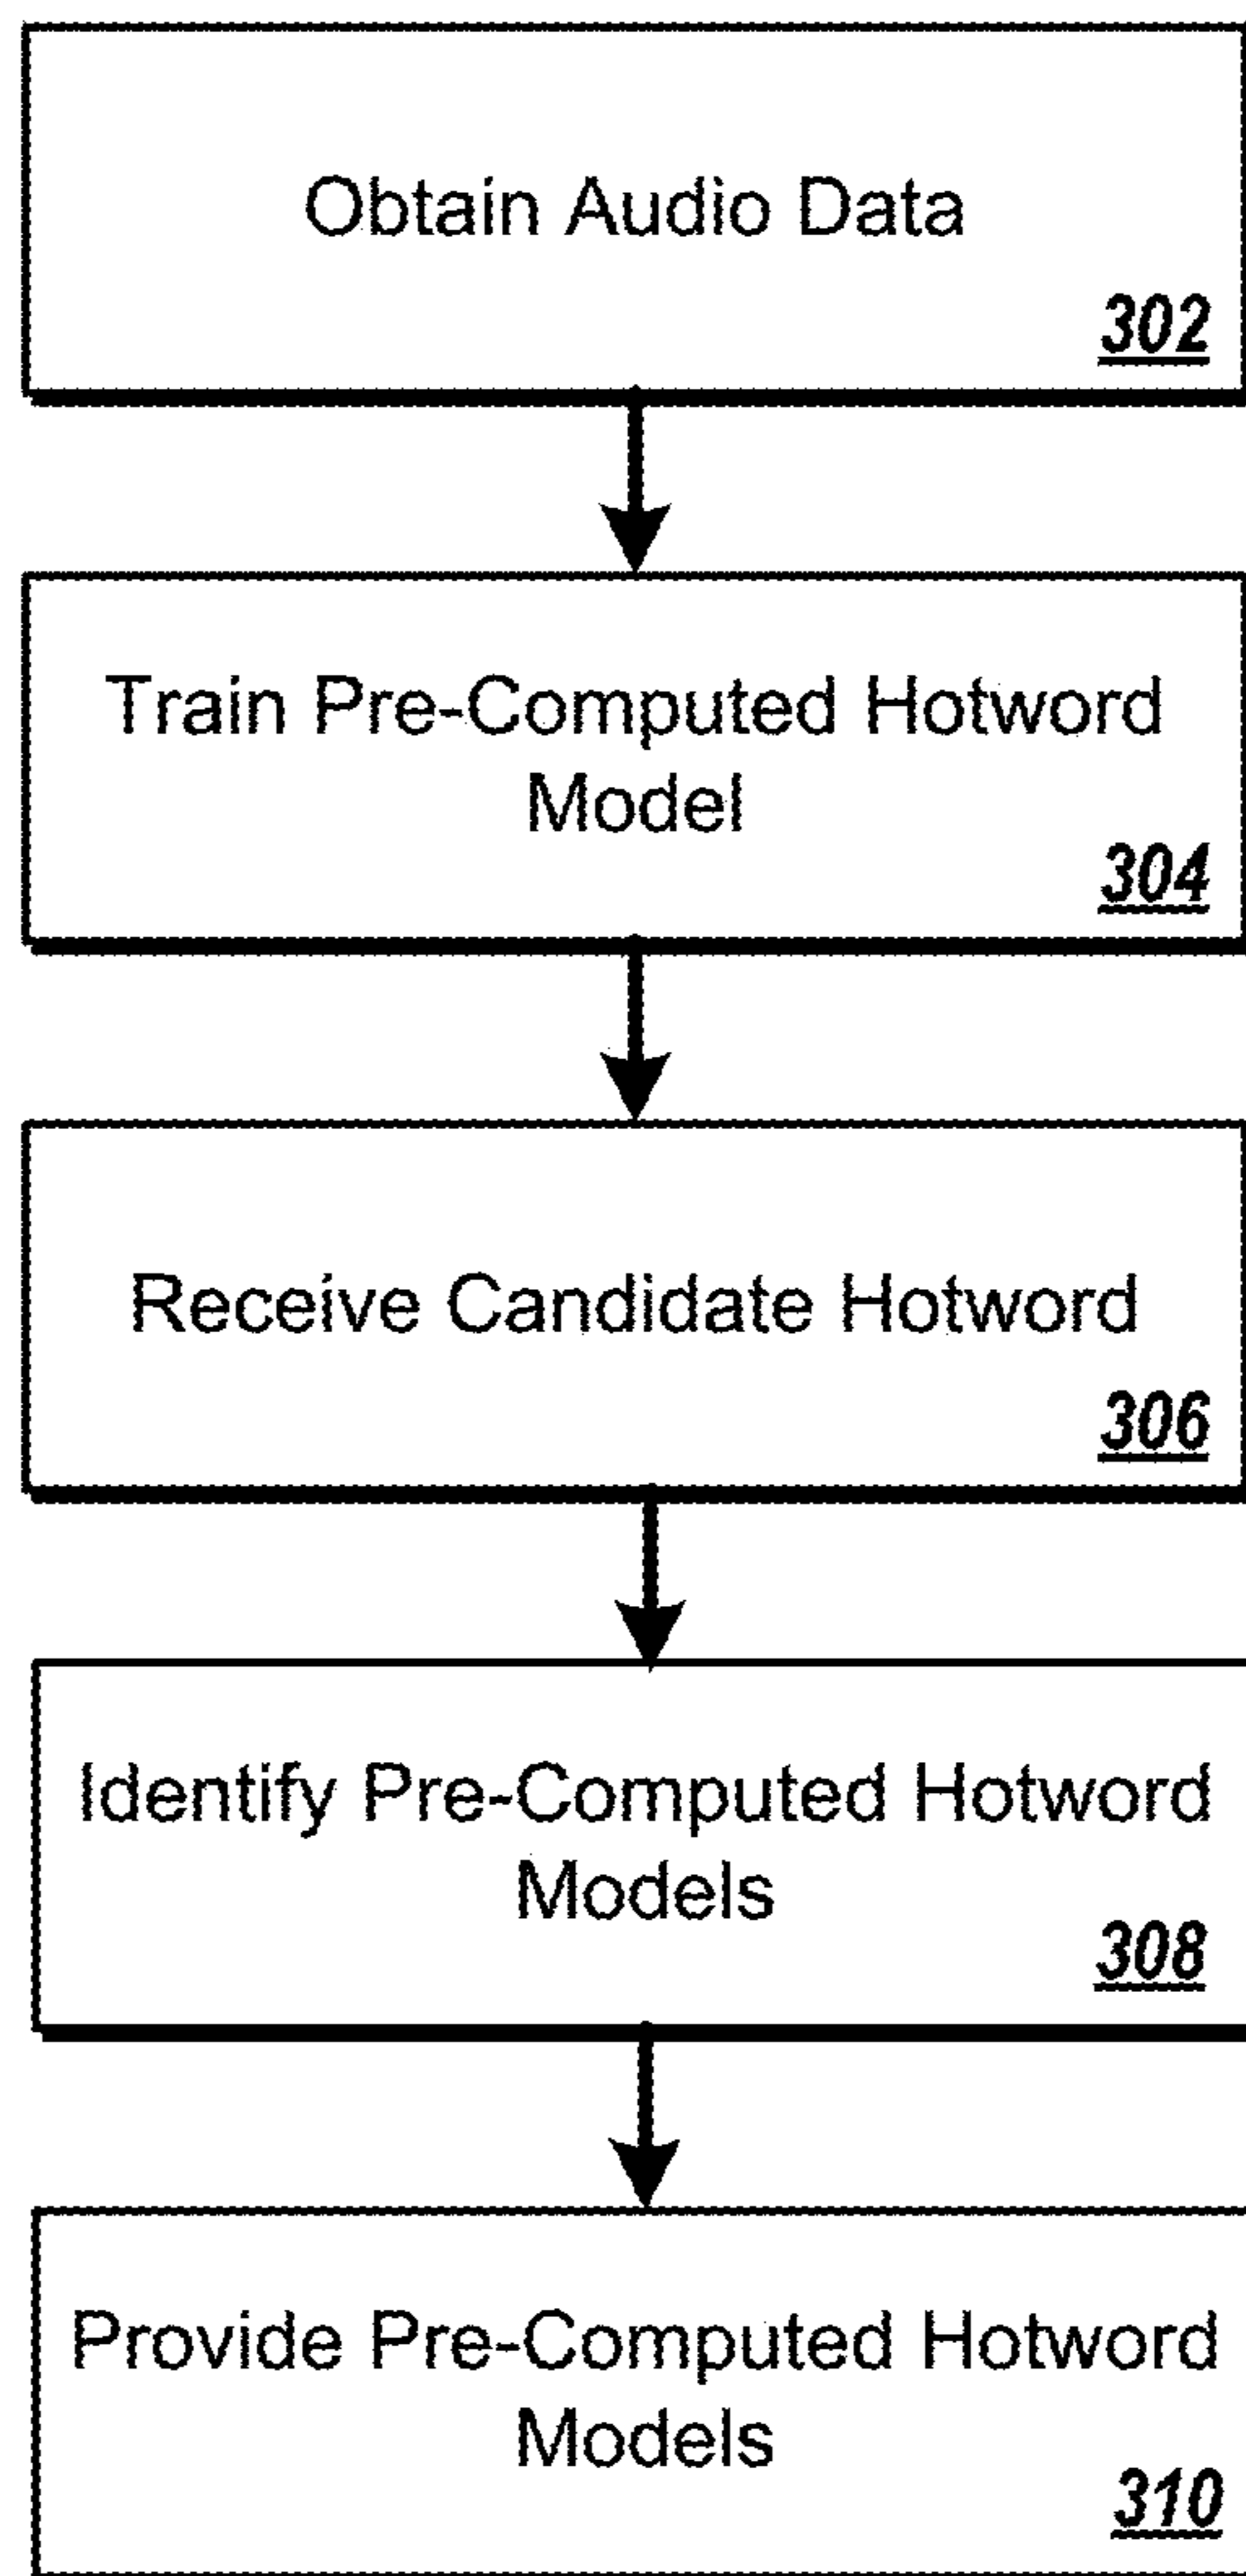 Obtain Audio Data
302
Train Pre-Computed Hotword
Model
304
Receive Candidate Hotword
306
Identify Pre-Computed Hotword
Models
308
Provide Pre-Computed Hotword
Models
310